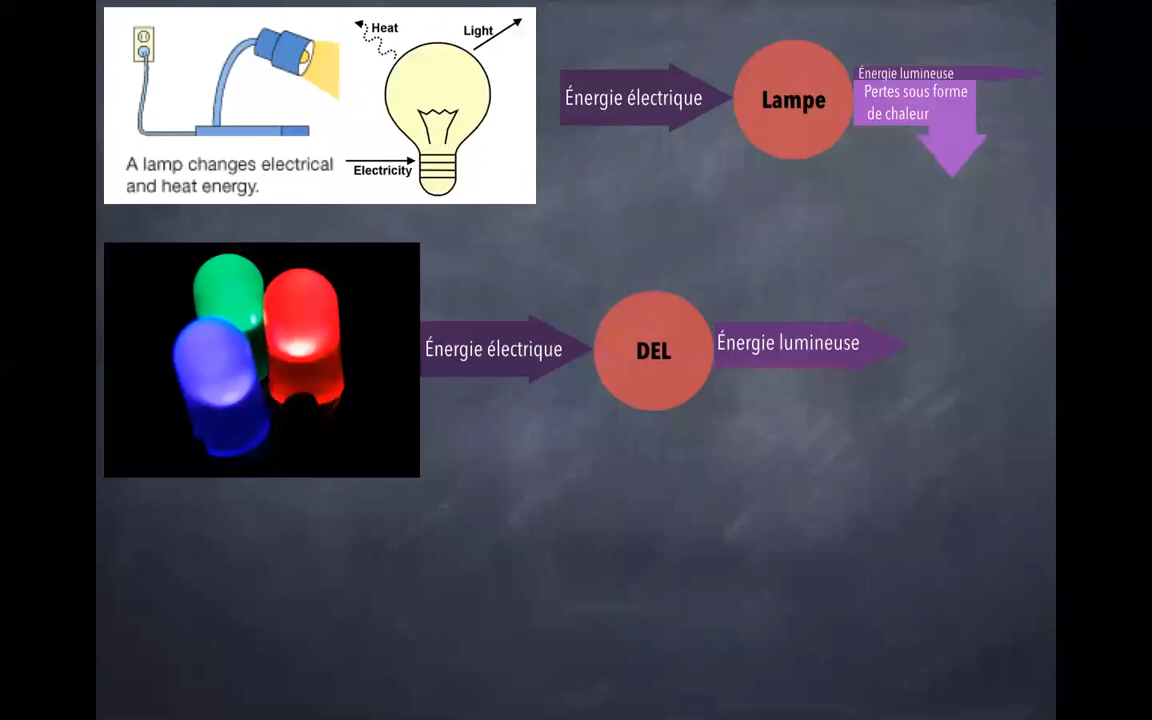 Heat
Light
A lamp changes electrical
and heat energy.
Electricity
Énergie électrique
Lampe
Énergie lumineuse
Pertes sous forme
de chaleur
Énergie électrique
DEL
Énergie lumineuse